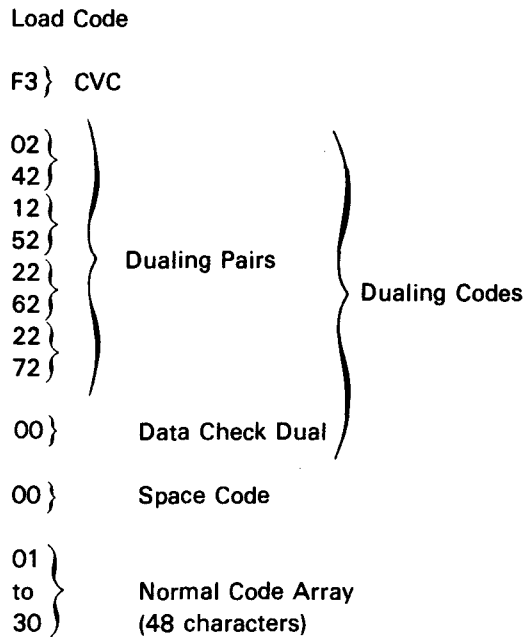 Load Code
F3} CVC
02
42
12
52
22
62
22
72
Dualing Pairs
Dualing Codes
00} Data Check Dual
00} Space Code
01
to
30
Normal Code Array
(48 characters)